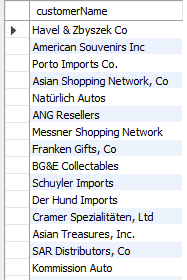 customerName
Havel & Zbyszek Co
American Souvenirs Inc
Porto Imports Co.
Asian Shopping Network, Co
Natürlich Autos
ANG Resellers
Messner Shopping Network
Franken Gifts, Co
BG&E Collectables
Schuyler Imports
Der Hund Imports
Cramer Spezialitäten, Ltd
Asian Treasures, Inc.
SAR Distributors, Co
Kommission Auto